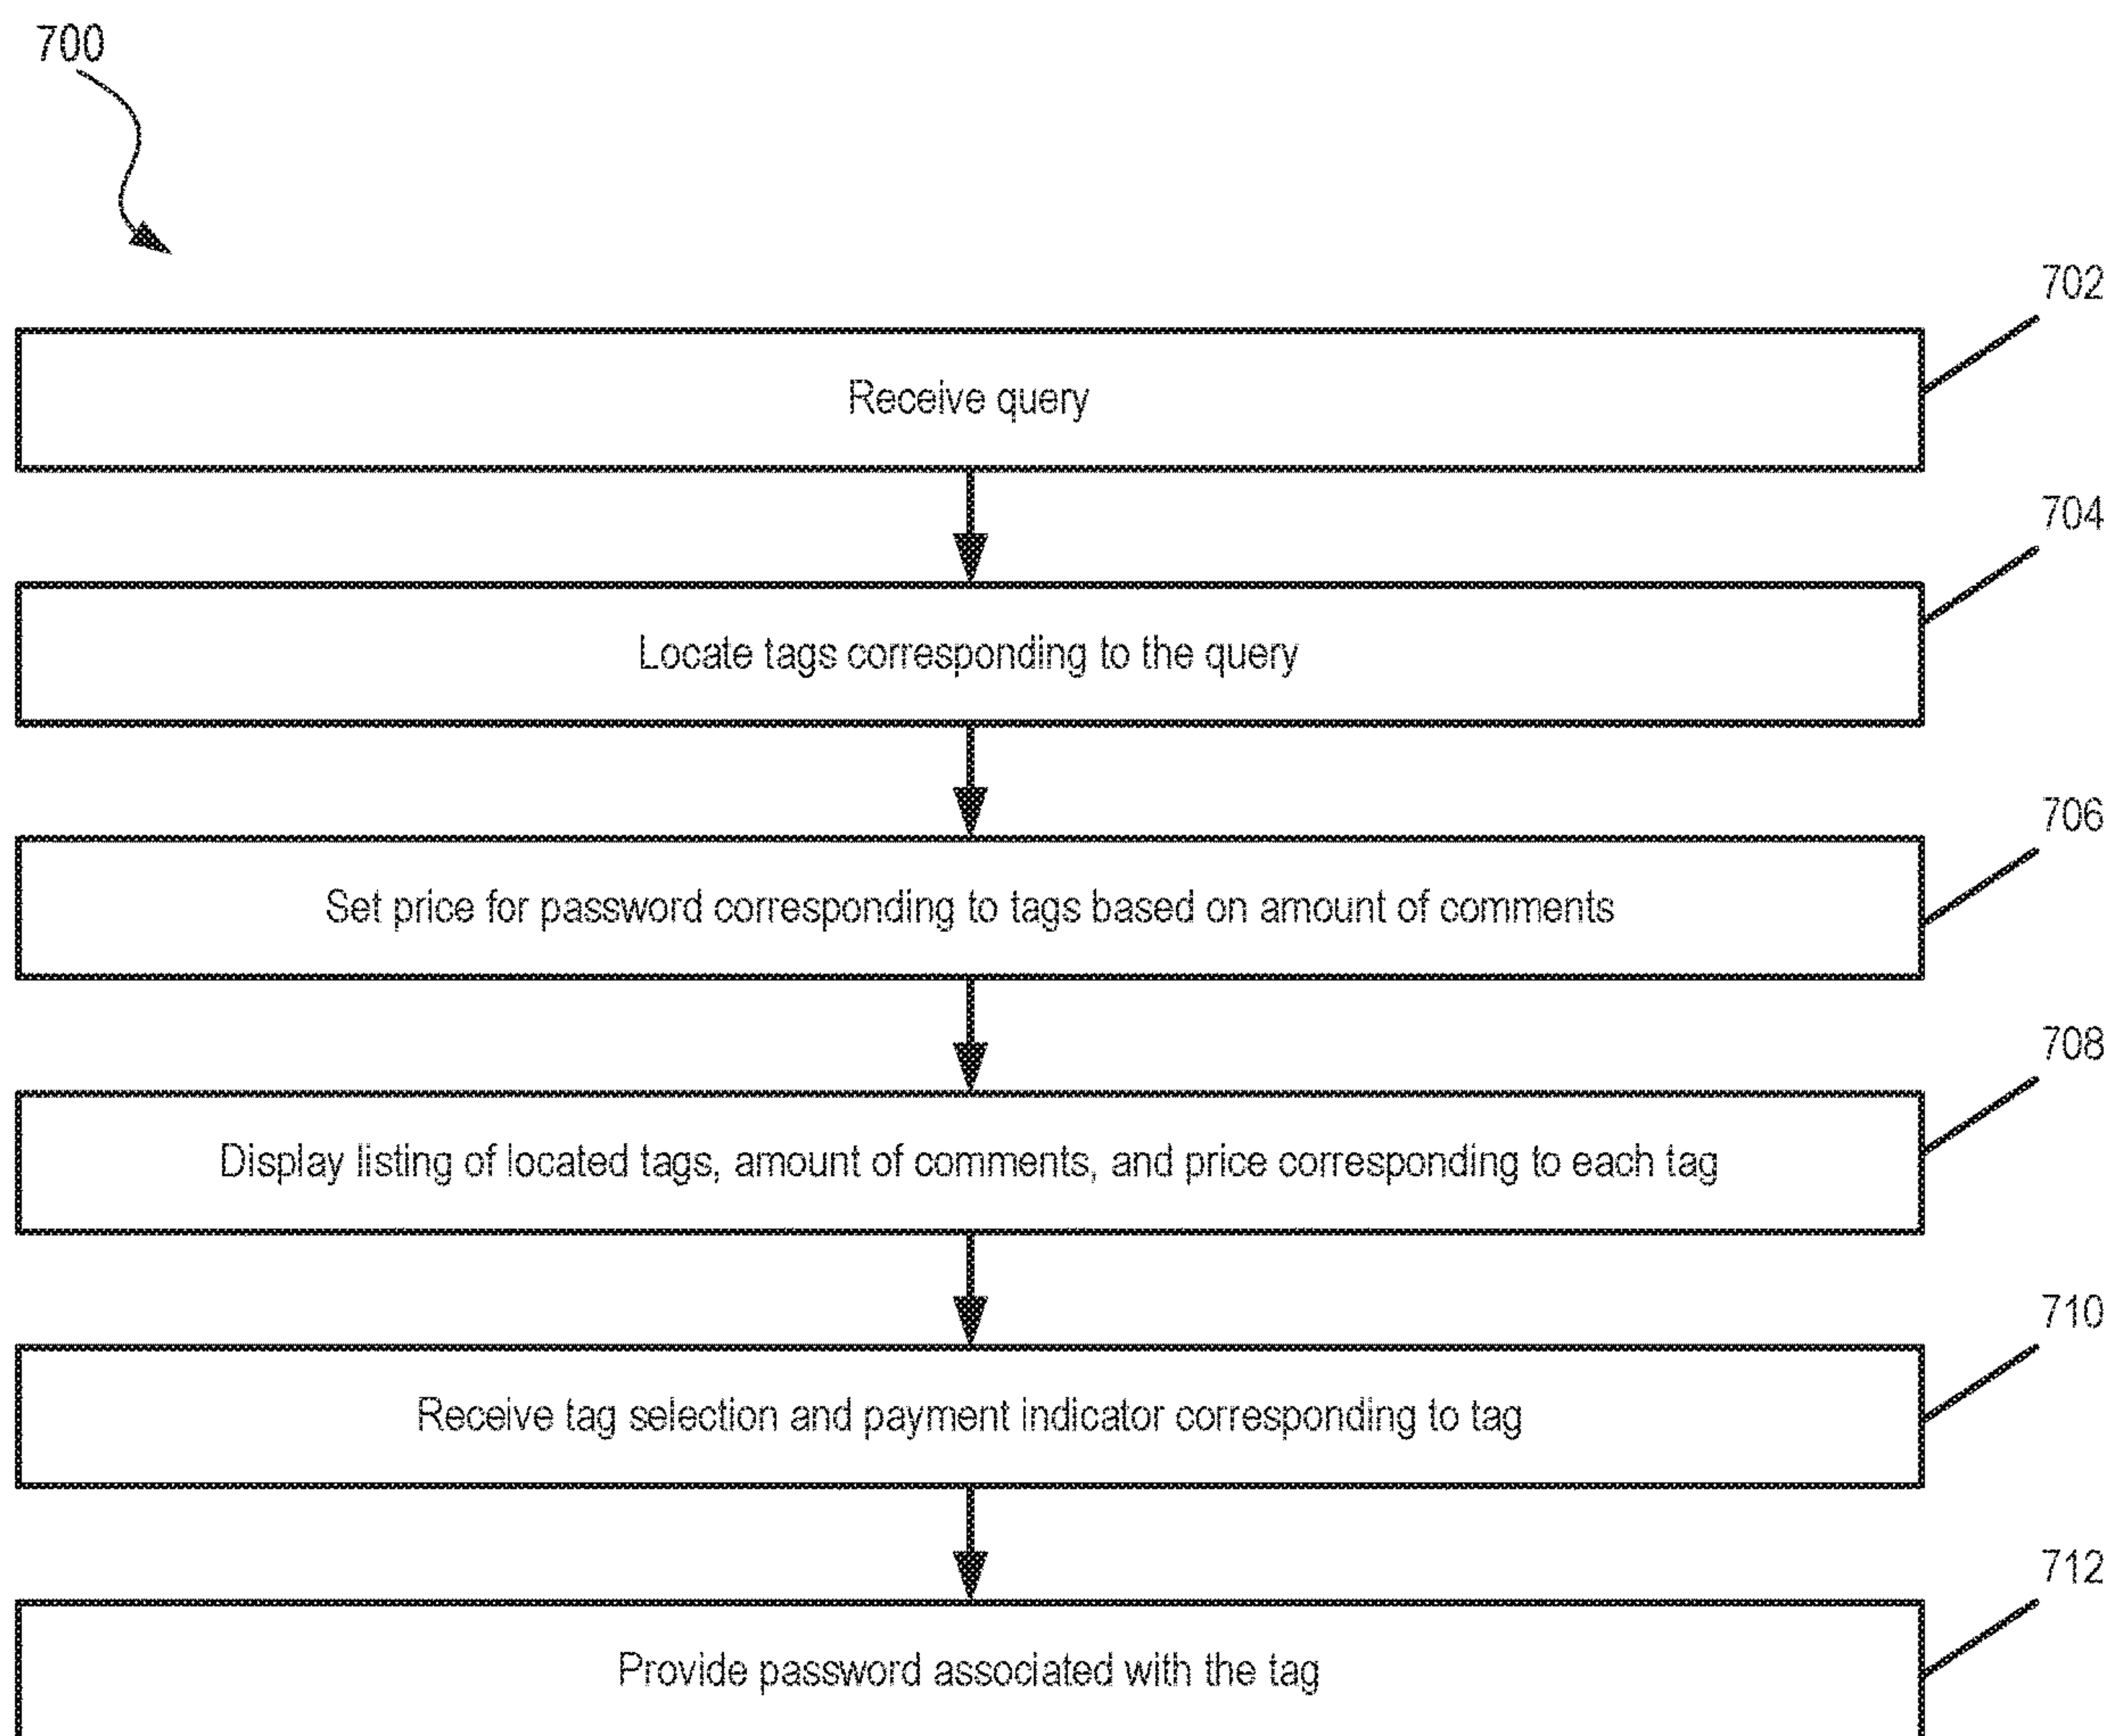 700
702
Receive query
704
Locate tags corresponding to the query
706
Set price for password corresponding to tags based on amount of comments
708
Display listing of located tags, amount of comments, and price corresponding to each tag
710
Receive tag selection and payment indicator corresponding to tag
712
Provide password associated with the tag